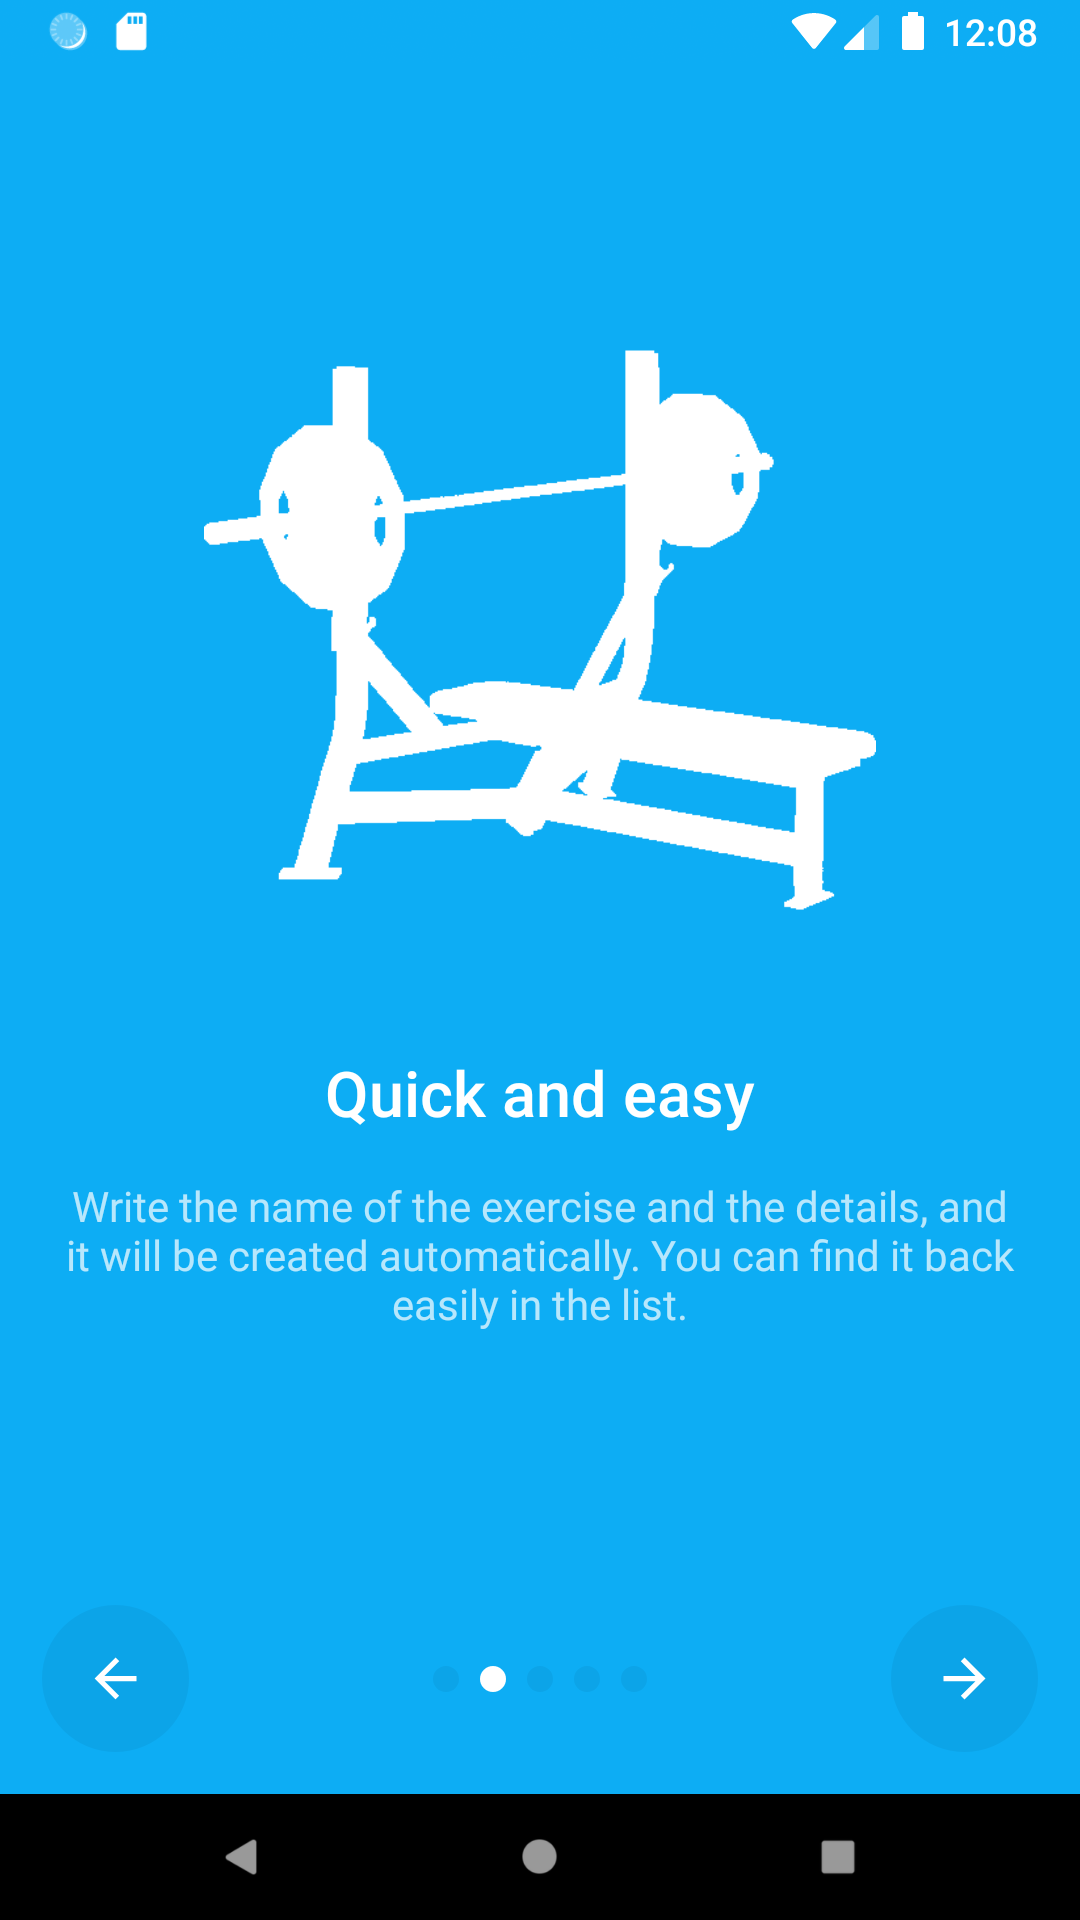 12:08
Quick and easy
Write the name of the exercise and the details, and
it will be created automatically. You can find it back
easily in the list.